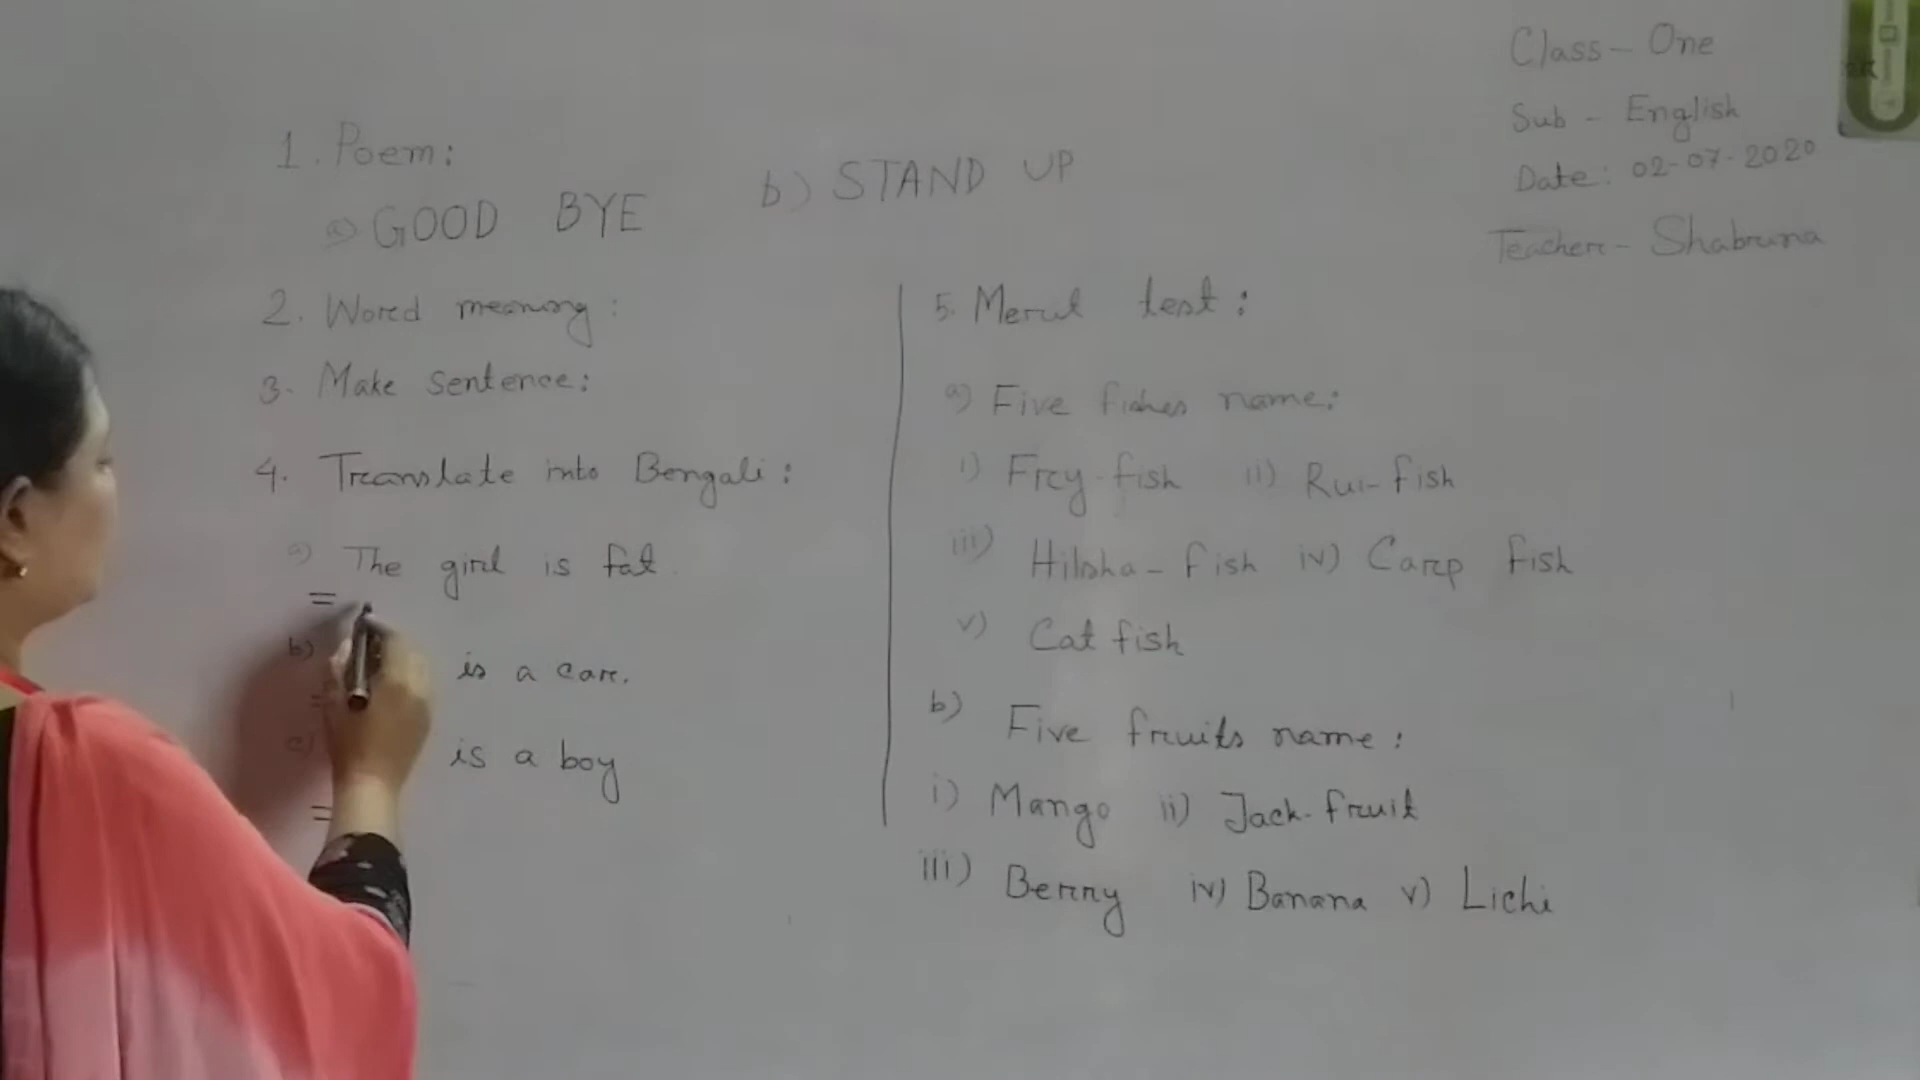 Class - One
Sub - English
Date: 02-07-2020
Teacher - Shabruna
1. Poem:
a) GOOD BYE
b) STAND UP
2. Word meaning:
3. Make sentence:
4. Translate into Bengali:
a) The girl is fat.
=
b) is a car.
=
c) is a boy
=
5. Merit test:
a) Five fishes name:
i) Fry-fish ii) Rui-fish
iii) Hilsha-fish iv) Carp fish
v) Cat fish
b) Five fruits name:
i) Mango ii) Jack-fruit
iii) Berry iv) Banana v) Lichi